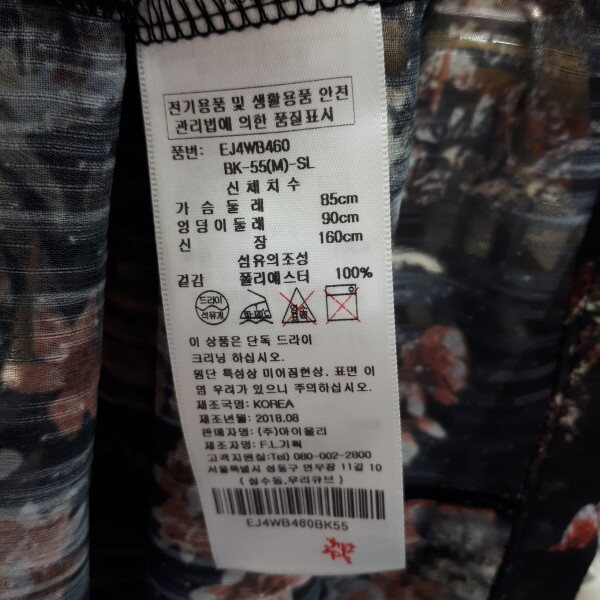 전기용품 및 생활용품 안전
관리법에 의한 품질표시
품번: EJ4WB460
BK-55(M)-SL
신체치수
가슴둘레 85cm
엉덩이둘레 90cm
신 장 160cm
섬유의조성
겉감 폴리에스터 100%
드라이
석유계
이 상품은 단독 드라이
크리닝 하십시오.
원단 특성상 미어짐현상, 표면 이
염 우려가 있으니 주의하십시오.
제조국명: KOREA
제조년월: 2018.08
판매자명: (주)아이올리
제조자명: F.L기획
고객지원실:Tel) 080-002-2800
서울특별시 성동구 연무장 11길 10
(성수동,우리큐브)
EJ4WB460BK55